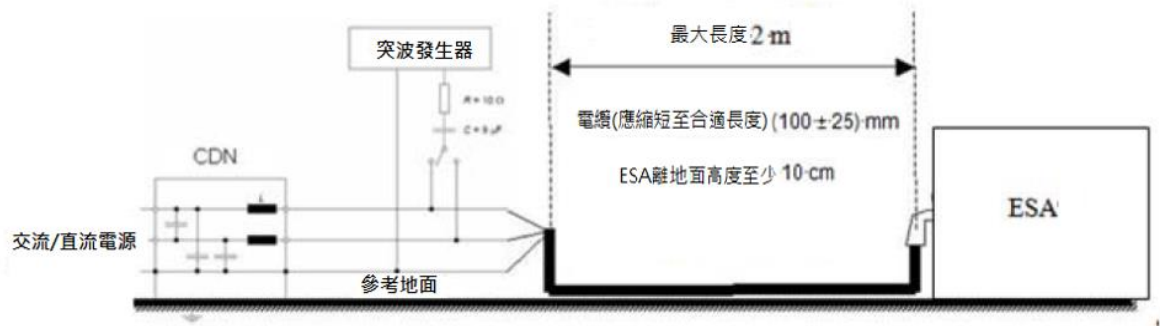 最大長度 2 m
突波發生器
R = 10 Ω
電纜(應縮短至合適長度) (100 ± 25) mm
C = 9 μF
CDN
ESA離地面高度至少 10 cm
L
ESA
交流/直流電源
參考地面